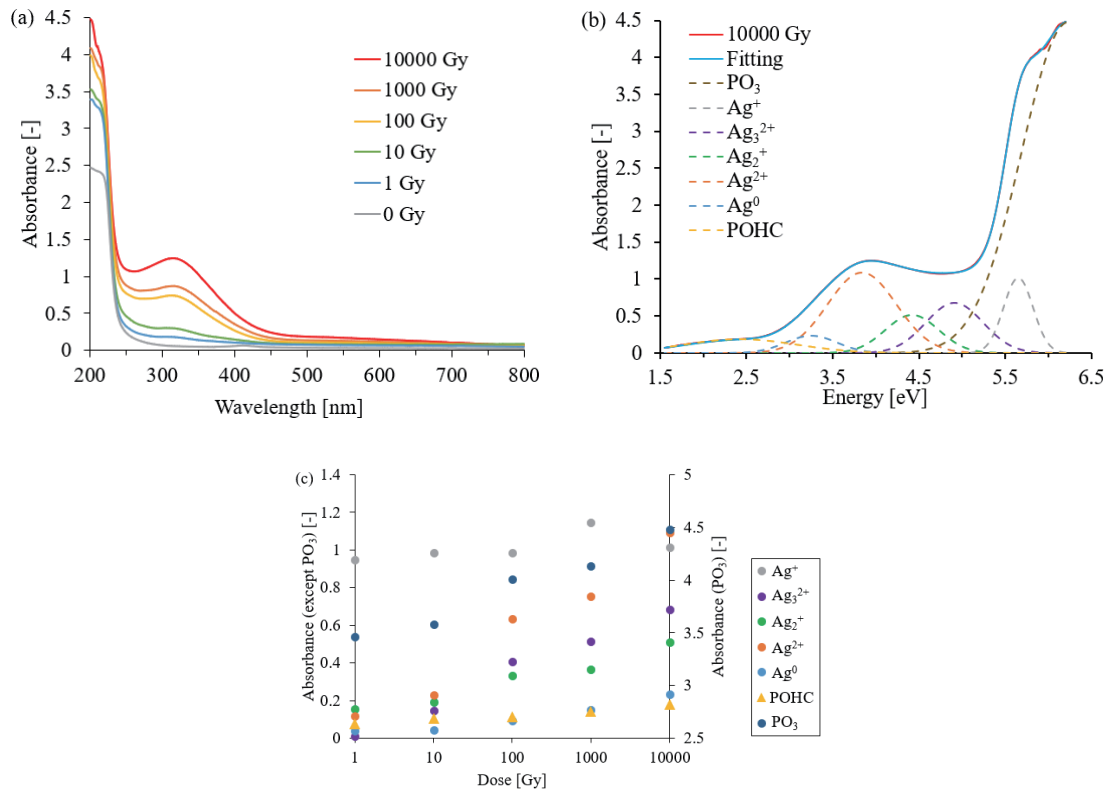 (a)
4.5
4
3.5
3
2.5
2
1.5
1
0.5
0
Absorbance [-]
200 300 400 500 600 700 800
Wavelength [nm]
10000 Gy
1000 Gy
100 Gy
10 Gy
1 Gy
0 Gy
(b)
4.5
4
3.5
3
2.5
2
1.5
1
0.5
0
Absorbance [-]
1.5 2.5 3.5 4.5 5.5 6.5
Energy [eV]
10000 Gy
Fitting
PO₃
Ag⁺
Ag₃²⁺
Ag₂⁺
Ag²⁺
Ag⁰
POHC
(c)
1.4
1.2
1
0.8
0.6
0.4
0.2
0
Absorbance (except PO₃) [-]
5
4.5
4
3.5
3
2.5
Absorbance (PO₃) [-]
1 10 100 1000 10000
Dose [Gy]
Ag⁺
Ag₃²⁺
Ag₂⁺
Ag²⁺
Ag⁰
POHC
PO₃